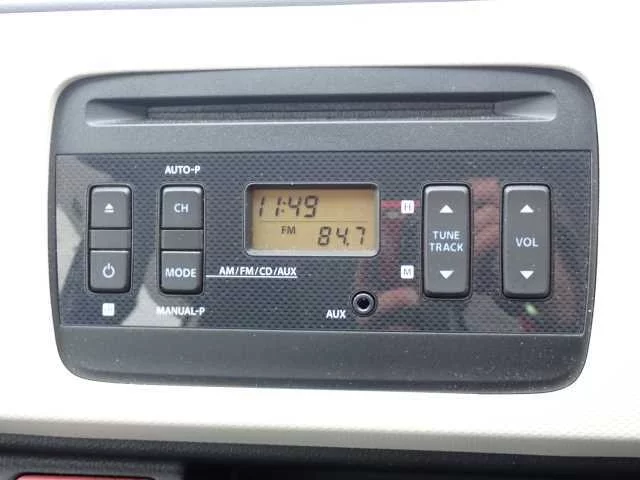 AUTO-P
CH
MODE
MANUAL-P
AM/FM/CD/AUX
11:49
FM
84.7
AUX
H
M
TUNE
TRACK
VOL